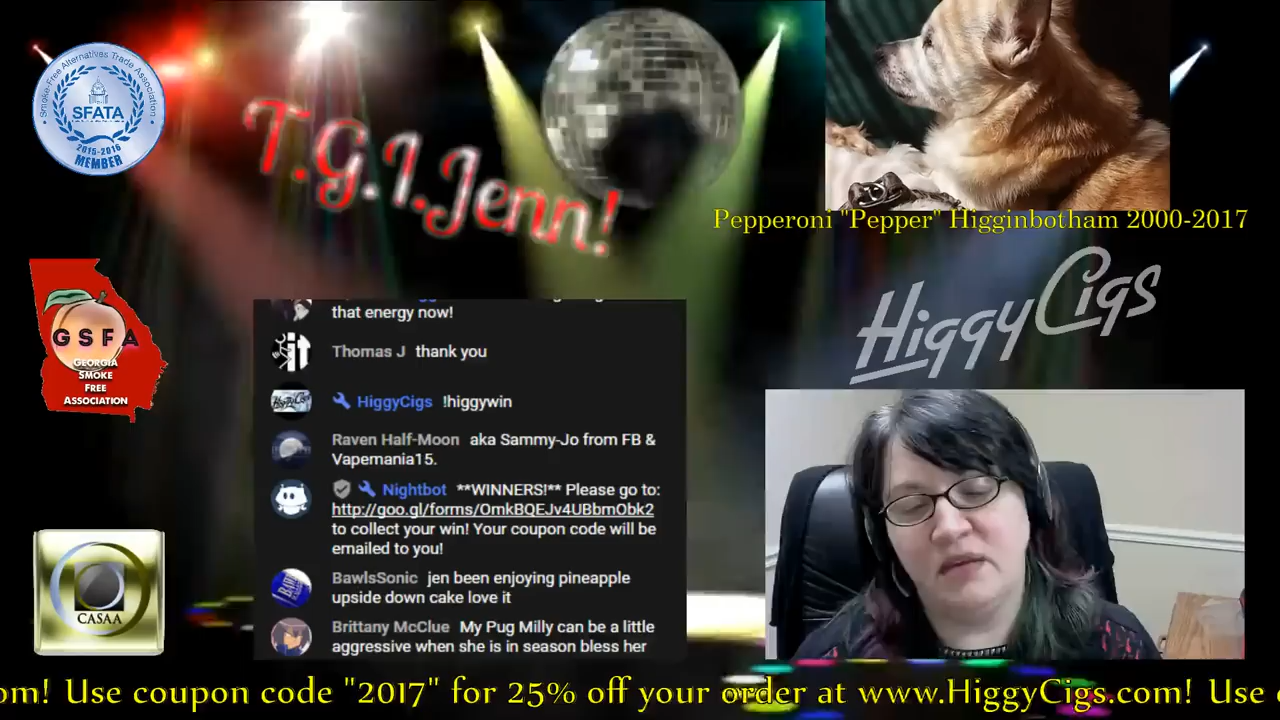 Smoke-Free Alternatives Trade Association
SFATA
2015-2016
MEMBER
T.G.I.Jenn!
Pepperoni "Pepper" Higginbotham 2000-2017
HiggyCigs
GSFA
GEORGIA
SMOKE
FREE
ASSOCIATION
that energy now!
Thomas J thank you
HiggyCigs !higgywin
Raven Half-Moon aka Sammy-Jo from FB &
Vapemania15.
Nightbot **WINNERS!** Please go to:
http://goo.gl/forms/OmkBQEJv4UBbmObk2
to collect your win! Your coupon code will be
emailed to you!
BawlsSonic jen been enjoying pineapple
upside down cake love it
Brittany McClue My Pug Milly can be a little
aggressive when she is in season bless her
CASAA
om! Use coupon code "2017" for 25% off your order at www.HiggyCigs.com! Use